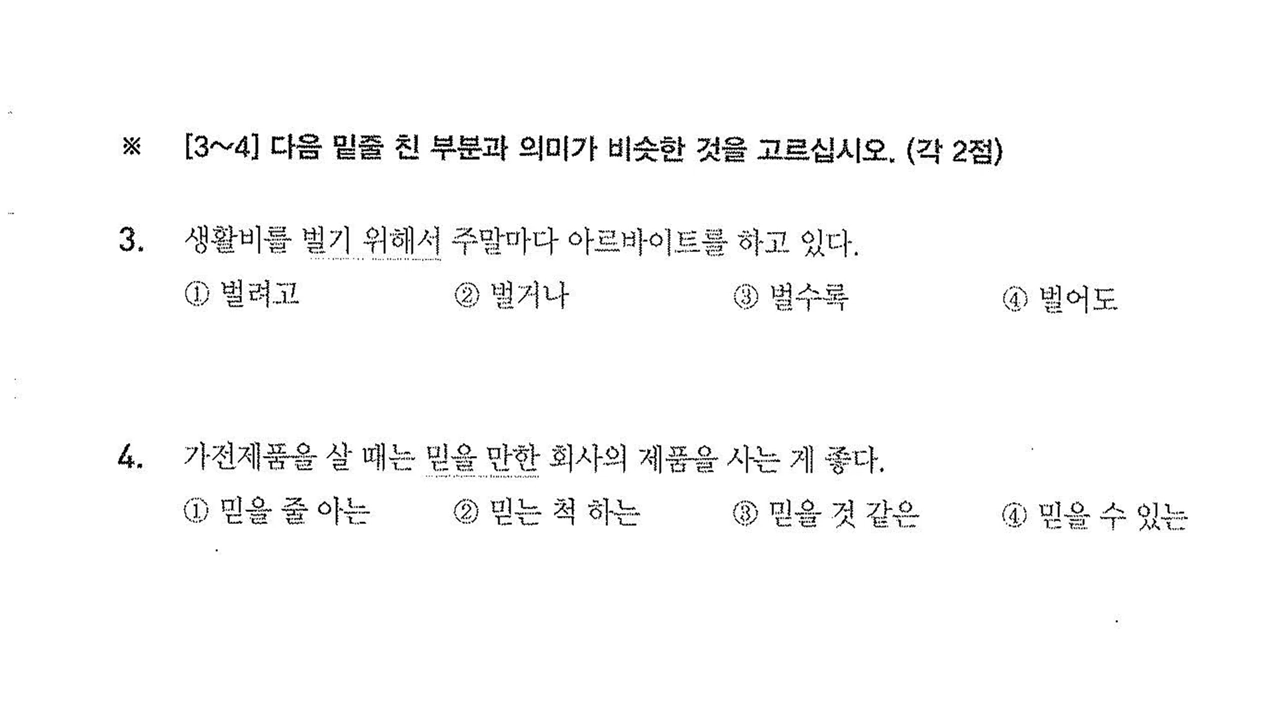 ※ [3~4] 다음 밑줄 친 부분과 의미가 비슷한 것을 고르십시오. (각 2점)
3. 생활비를 벌기 위해서 주말마다 아르바이트를 하고 있다.
① 벌려고 ② 벌거나 ③ 벌수록 ④ 벌어도
4. 가전제품을 살 때는 믿을 만한 회사의 제품을 사는 게 좋다.
① 믿을 줄 아는 ② 믿는 척 하는 ③ 믿을 것 같은 ④ 믿을 수 있는